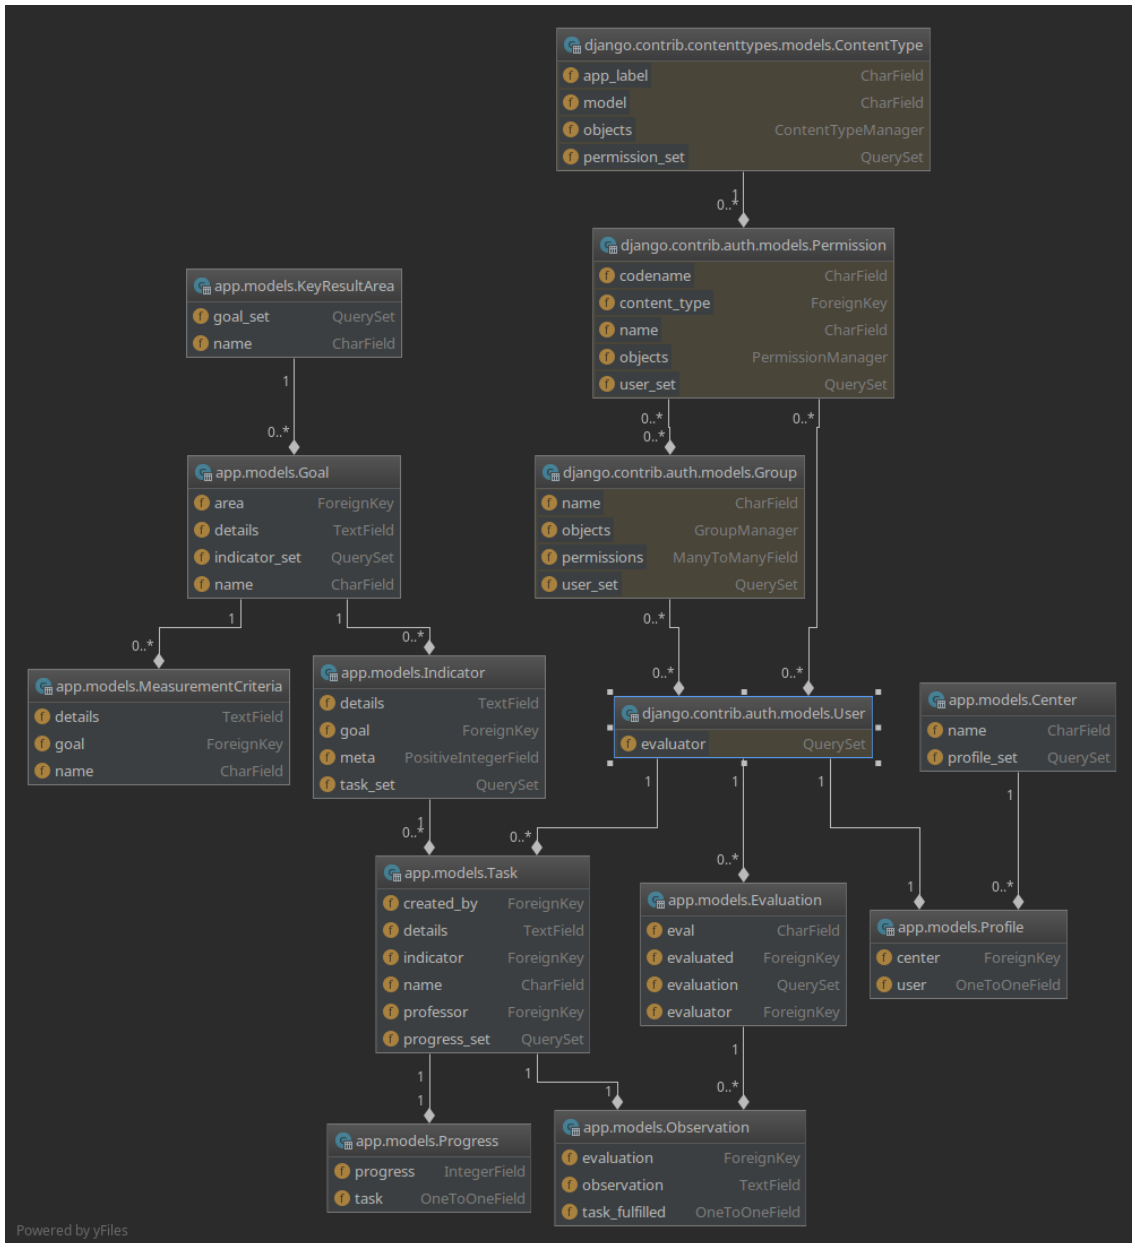 django.contrib.contenttypes.models.ContentType
app_label CharField
model CharField
objects ContentTypeManager
permission_set QuerySet
1
0..*
django.contrib.auth.models.Permission
codename CharField
content_type ForeignKey
name CharField
objects PermissionManager
user_set QuerySet
app.models.KeyResultArea
goal_set QuerySet
name CharField
1
0..*
0..*
0..*
0..*
app.models.Goal
area ForeignKey
details TextField
indicator_set QuerySet
name CharField
django.contrib.auth.models.Group
name CharField
objects GroupManager
permissions ManyToManyField
user_set QuerySet
1
1
0..*
0..*
0..*
0..*
0..*
app.models.MeasurementCriteria
details TextField
goal ForeignKey
name CharField
app.models.Indicator
details TextField
goal ForeignKey
meta PositiveIntegerField
task_set QuerySet
django.contrib.auth.models.User
evaluator QuerySet
app.models.Center
name CharField
profile_set QuerySet
1
1
1
1
1
0..*
0..*
0..*
1
0..*
app.models.Task
created_by ForeignKey
details TextField
indicator ForeignKey
name CharField
professor ForeignKey
progress_set QuerySet
app.models.Evaluation
eval CharField
evaluated ForeignKey
evaluation QuerySet
evaluator ForeignKey
app.models.Profile
center ForeignKey
user OneToOneField
1
1
1
1
1
0..*
app.models.Progress
progress IntegerField
task OneToOneField
app.models.Observation
evaluation ForeignKey
observation TextField
task_fulfilled OneToOneField
Powered by yFiles